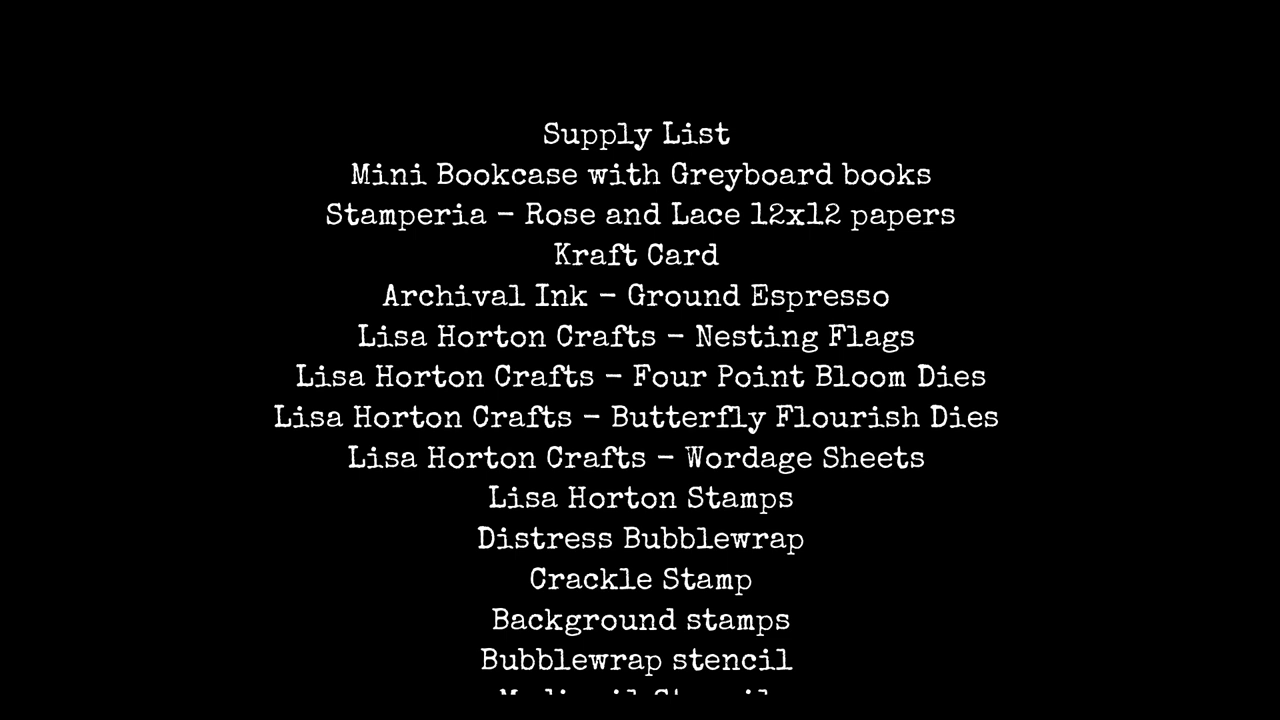 Supply List
Mini Bookcase with Greyboard books
Stamperia - Rose and Lace 12x12 papers
Kraft Card
Archival Ink - Ground Espresso
Lisa Horton Crafts - Nesting Flags
Lisa Horton Crafts - Four Point Bloom Dies
Lisa Horton Crafts - Butterfly Flourish Dies
Lisa Horton Crafts - Wordage Sheets
Lisa Horton Stamps
Distress Bubblewrap
Crackle Stamp
Background stamps
Bubblewrap stencil